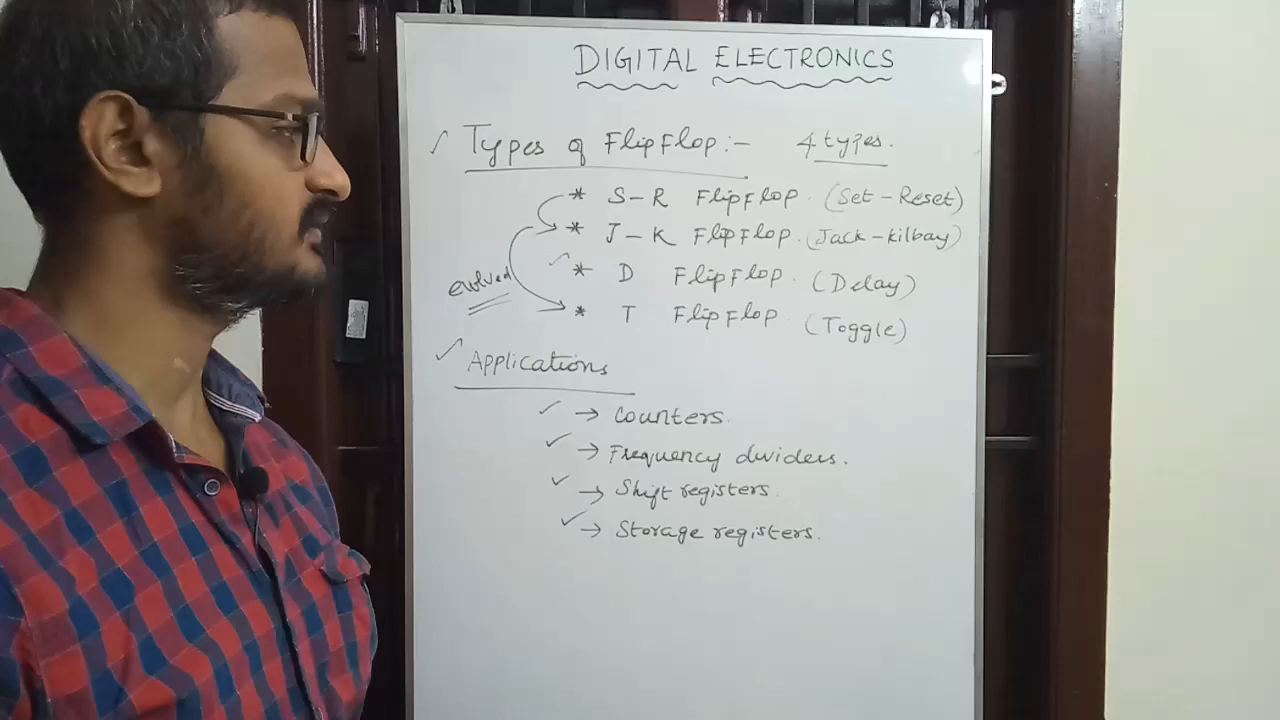 DIGITAL ELECTRONICS
✓ Types of FlipFlop:- 4 types.
* S-R FlipFlop. (Set-Reset)
* J-K FlipFlop. (Jack-kilbay)
✓ * D FlipFlop. (Delay)
evolved
* T FlipFlop. (Toggle)
✓ Applications
✓ → Counters.
✓ → Frequency dividers.
✓ → Shift registers.
✓ → Storage registers.